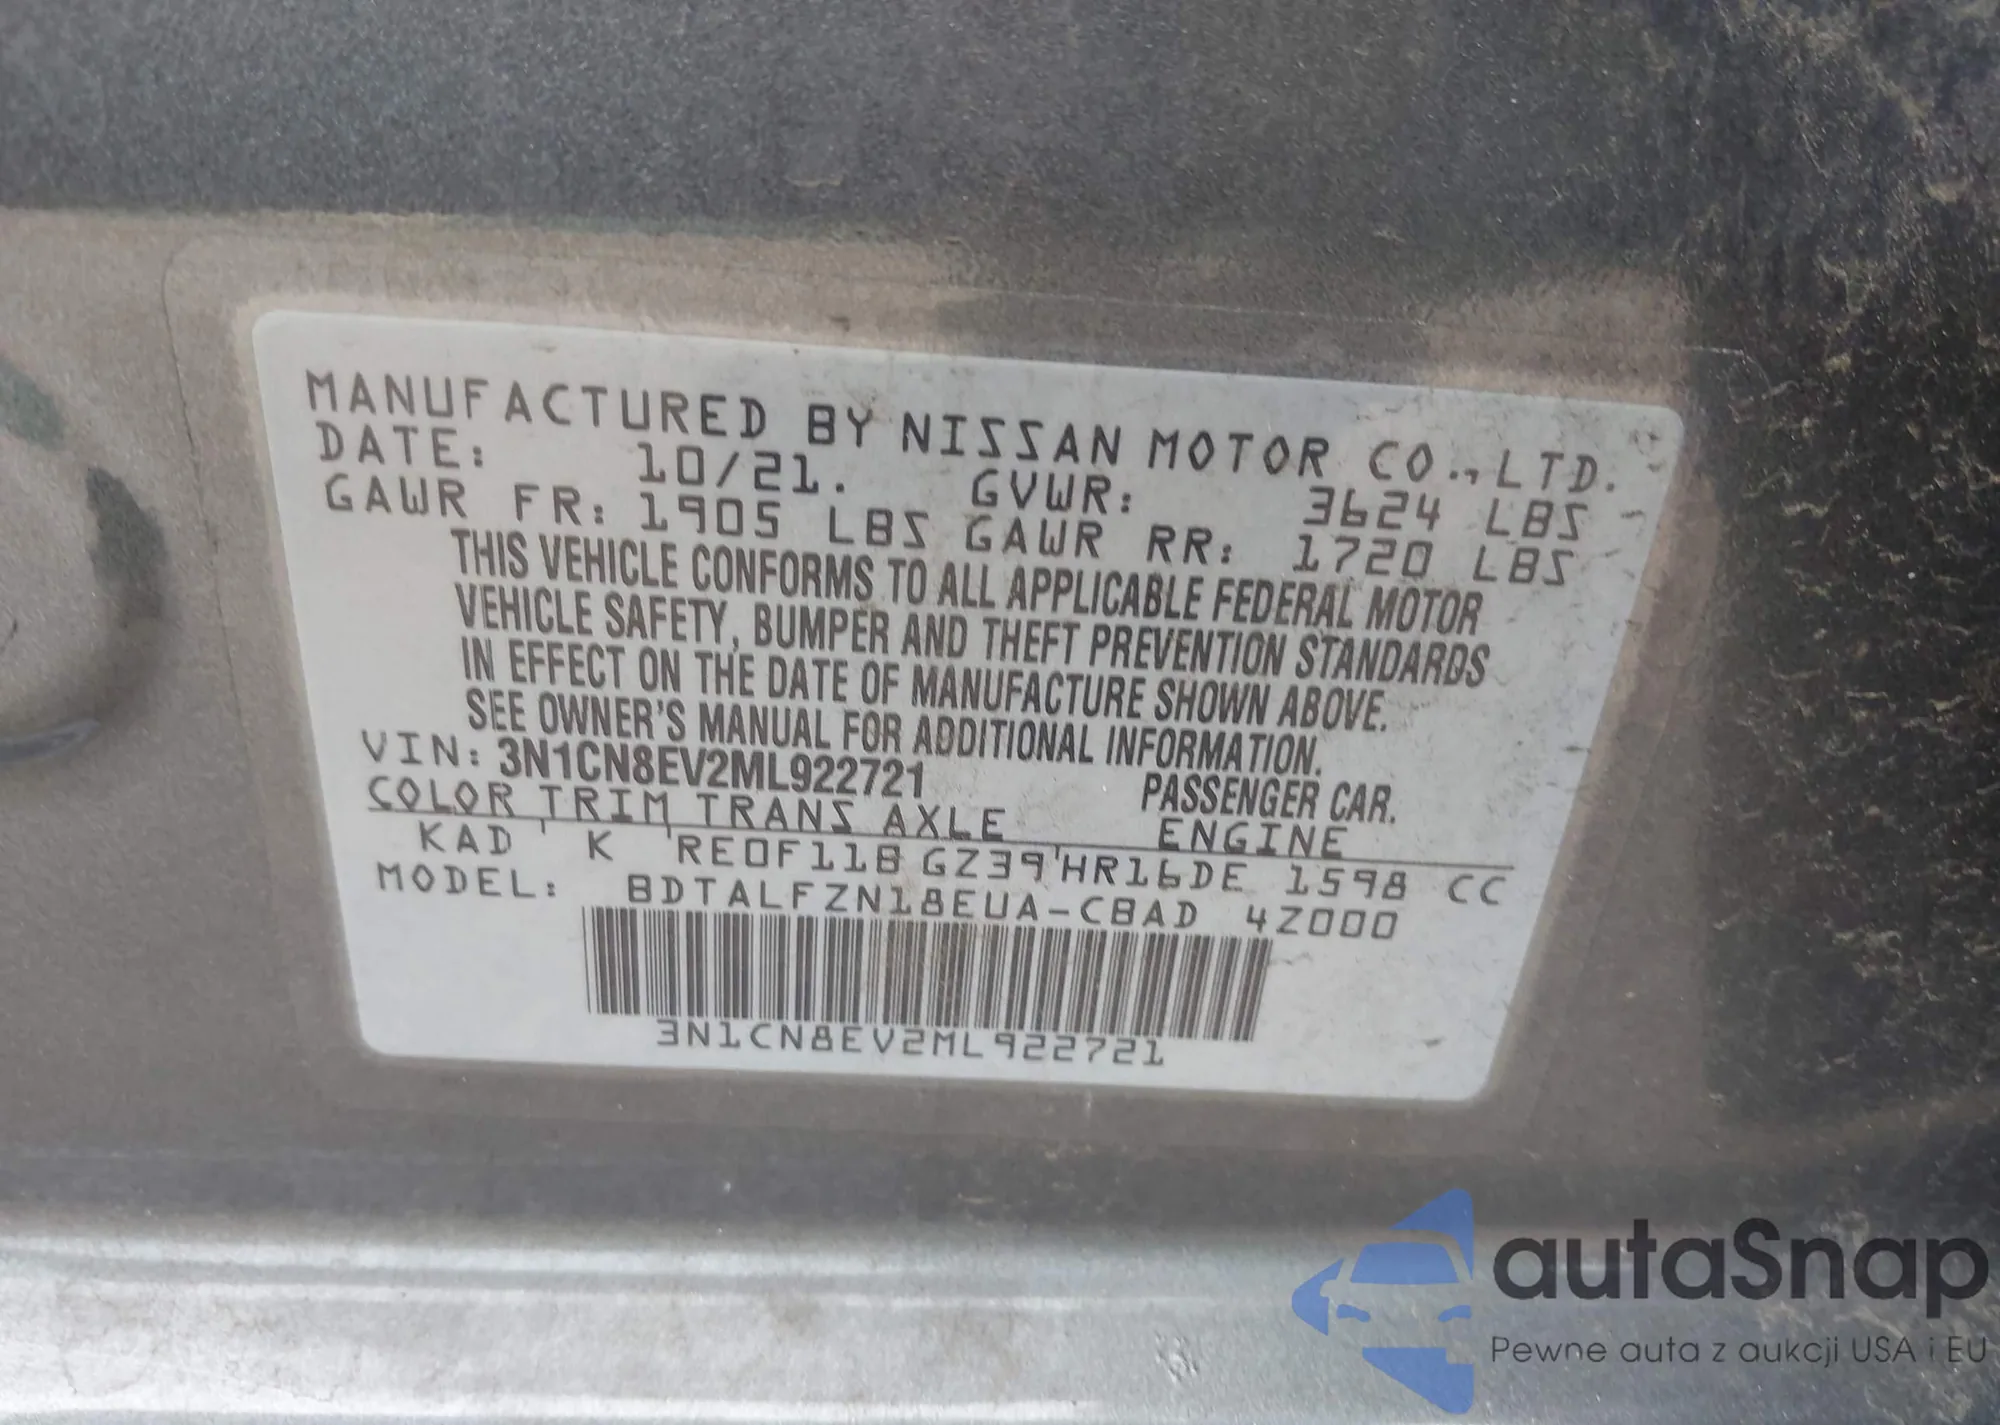 MANUFACTURED BY NISSAN MOTOR CO., LTD.
DATE: 10/21. GVWR: 3624 LBS
GAWR FR: 1905 LBS GAWR RR: 1720 LBS
THIS VEHICLE CONFORMS TO ALL APPLICABLE FEDERAL MOTOR
VEHICLE SAFETY, BUMPER AND THEFT PREVENTION STANDARDS
IN EFFECT ON THE DATE OF MANUFACTURE SHOWN ABOVE.
SEE OWNER'S MANUAL FOR ADDITIONAL INFORMATION.
VIN: 3N1CN8EV2ML922721 PASSENGER CAR.
COLOR TRIM TRANS AXLE ENGINE
KAD K RE0F11B GZ39 HR16DE 1598 CC
MODEL: BDTALFZN18EUA-CBAD 4Z000
3N1CN8EV2ML922721
autaSnap
Pewne auta z aukcji USA i EU